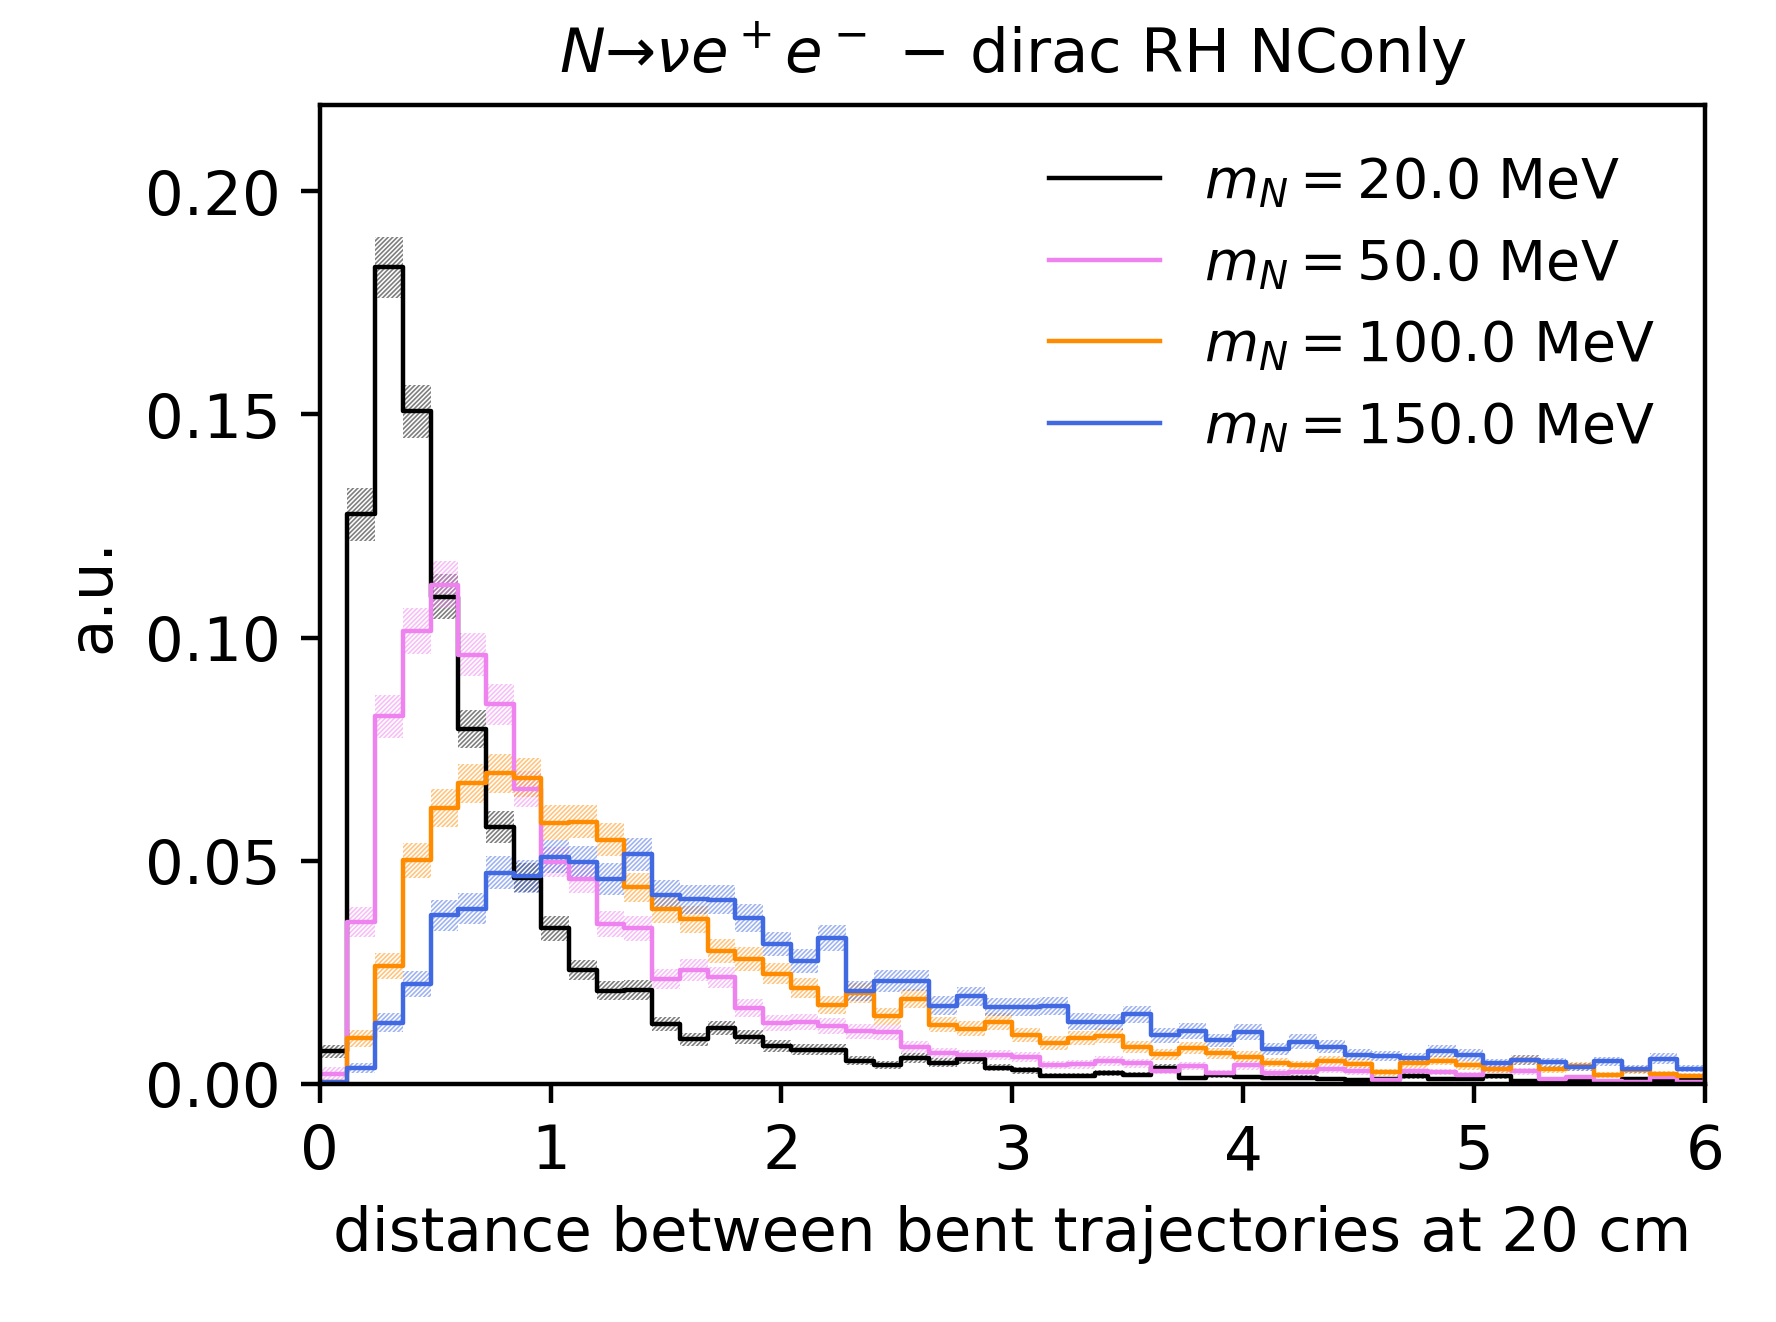 N→νe⁺e⁻ − dirac RH NConly
m_N = 20.0 MeV
m_N = 50.0 MeV
m_N = 100.0 MeV
m_N = 150.0 MeV
0.20
0.15
0.10
0.05
0.00
a.u.
0 1 2 3 4 5 6
distance between bent trajectories at 20 cm